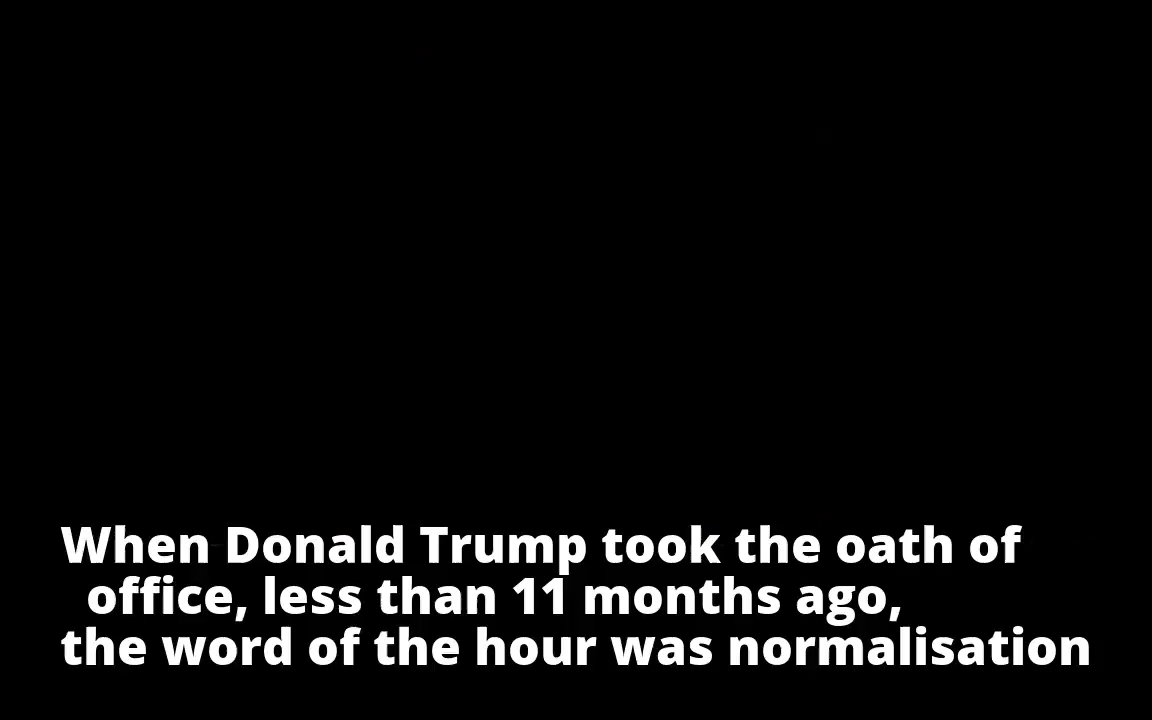 When Donald Trump took the oath of
office, less than 11 months ago,
the word of the hour was normalisation